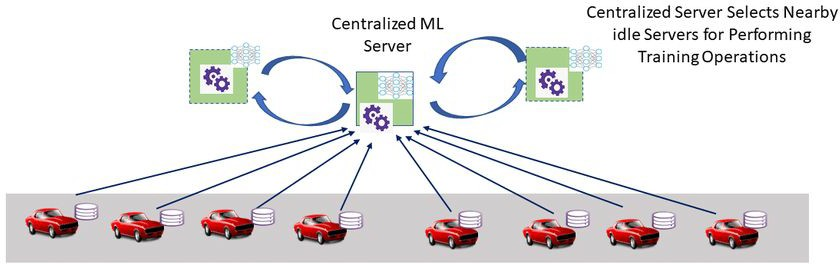 Centralized ML
Server
Centralized Server Selects Nearby
idle Servers for Performing
Training Operations